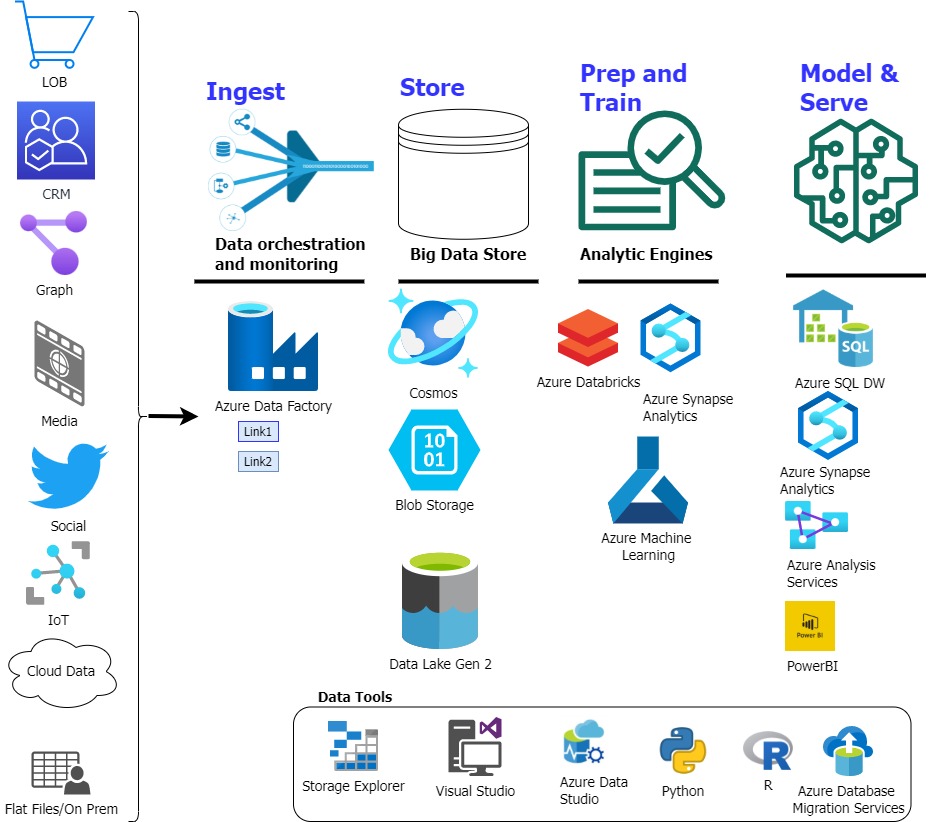 LOB
CRM
Graph
Media
Social
IoT
Cloud Data
Flat Files/On Prem
Ingest
Data orchestration
and monitoring
Azure Data Factory
Link1
Link2
Store
Big Data Store
Cosmos
10
01
Blob Storage
Data Lake Gen 2
Prep and
Train
Analytic Engines
Azure Databricks
Azure Synapse
Analytics
Azure Machine
Learning
Model &
Serve
SQL
Azure SQL DW
Azure Synapse
Analytics
Azure Analysis
Services
Power BI
PowerBI
Data Tools
Storage Explorer
Visual Studio
Azure Data
Studio
Python
R
R
Azure Database
Migration Services